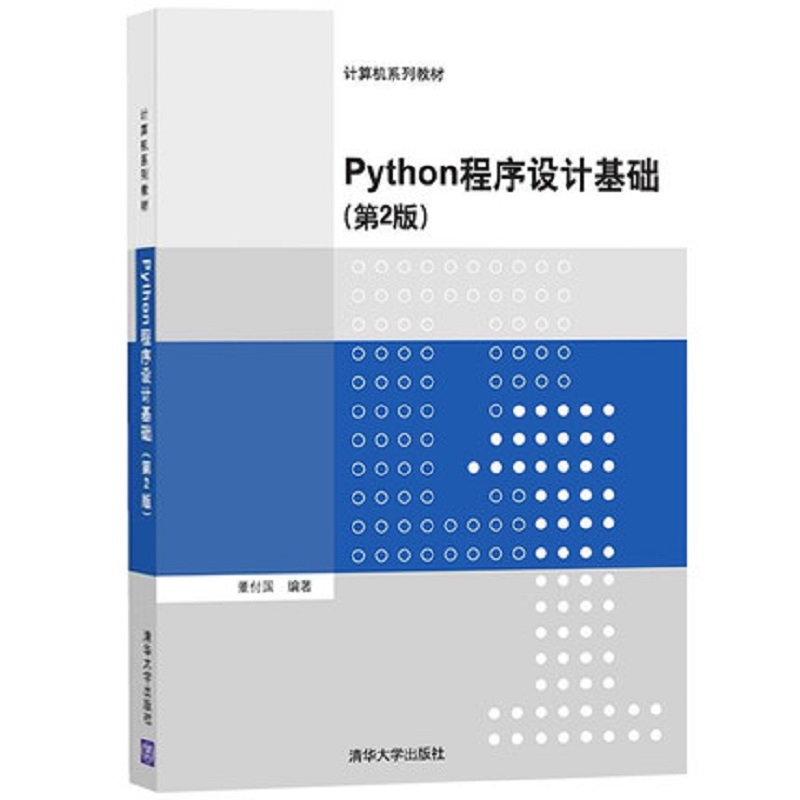 计算机系列教材
Python程序设计基础
(第2版)
董付国 编著
清华大学出版社
计算机系列教材
Python程序设计基础(第2版)
清华大学出版社